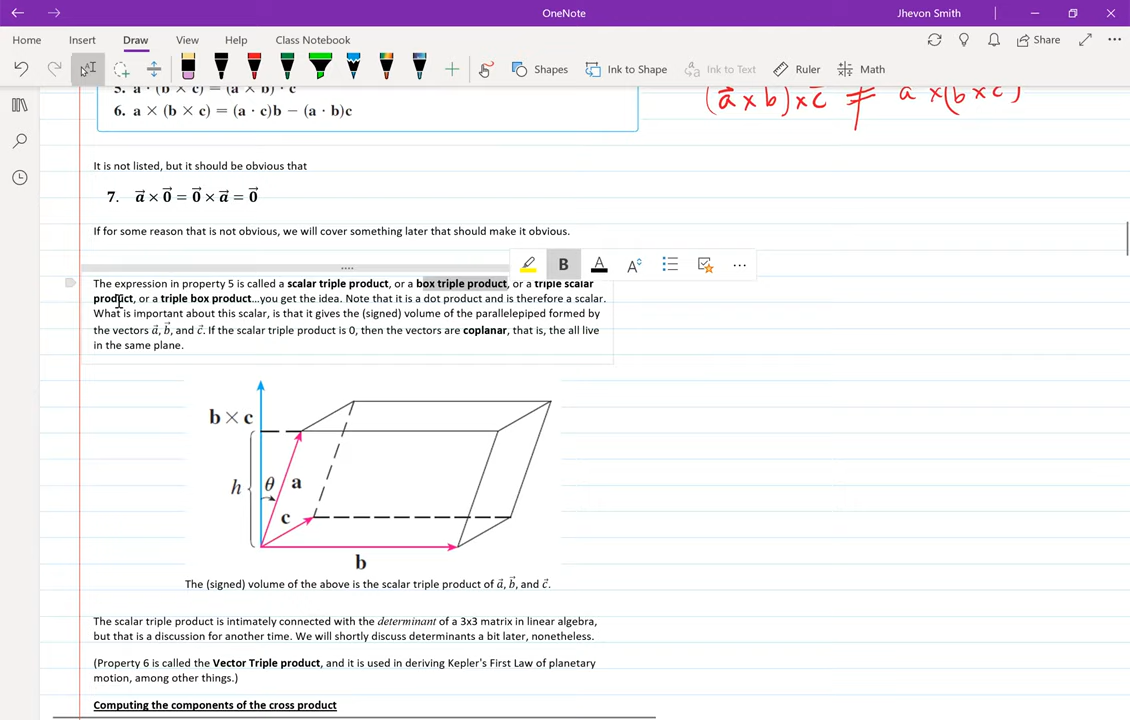 OneNote
Jhevon Smith
Home Insert Draw View Help Class Notebook
Share
Shapes Ink to Shape Ink to Text Ruler Math
5. a · (b × c) = (a × b) · c
6. a × (b × c) = (a · c)b − (a · b)c
(a⃗ × b) × c⃗ ≠ a × (b × c)
It is not listed, but it should be obvious that
7. a⃗ × 0⃗ = 0⃗ × a⃗ = 0⃗
If for some reason that is not obvious, we will cover something later that should make it obvious.
B A A ...
The expression in property 5 is called a scalar triple product, or a box triple product, or a triple scalar
product, or a triple box product…you get the idea. Note that it is a dot product and is therefore a scalar.
What is important about this scalar, is that it gives the (signed) volume of the parallelepiped formed by
the vectors a⃗, b⃗, and c⃗. If the scalar triple product is 0, then the vectors are coplanar, that is, the all live
in the same plane.
b × c
h θ a
c
b
The (signed) volume of the above is the scalar triple product of a⃗, b⃗, and c⃗.
The scalar triple product is intimately connected with the determinant of a 3x3 matrix in linear algebra,
but that is a discussion for another time. We will shortly discuss determinants a bit later, nonetheless.
(Property 6 is called the Vector Triple product, and it is used in deriving Kepler's First Law of planetary
motion, among other things.)
Computing the components of the cross product